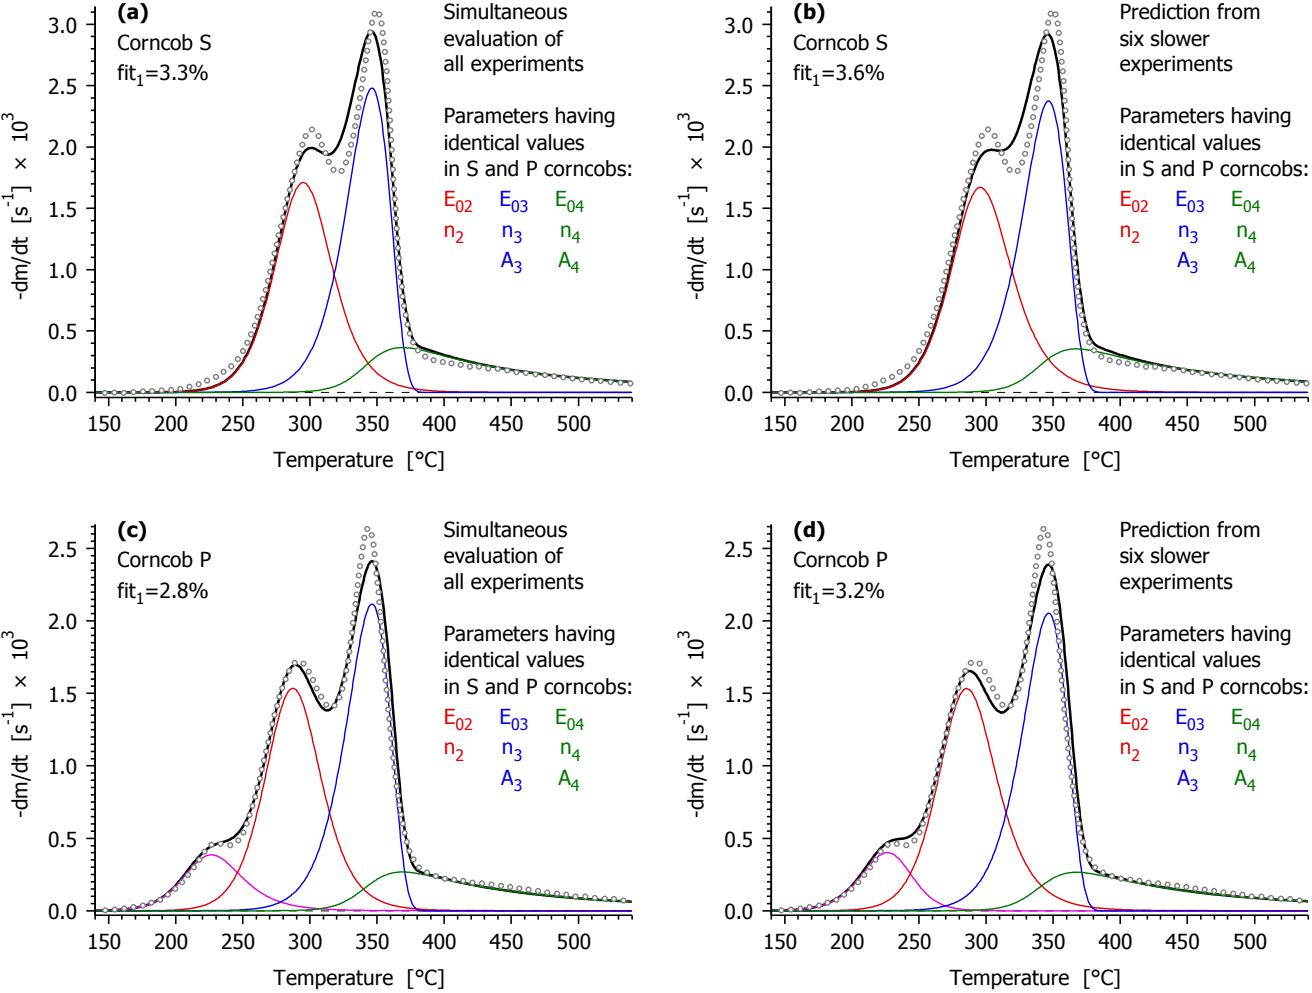 (a)
Corncob S
fit1=3.3%
Simultaneous
evaluation of
all experiments
Parameters having
identical values
in S and P corncobs:
E02 E03 E04
n2 n3 n4
A3 A4
-dm/dt [s-1] × 103
3.0
2.5
2.0
1.5
1.0
0.5
0.0
150 200 250 300 350 400 450 500
Temperature [°C]
(b)
Corncob S
fit1=3.6%
Prediction from
six slower
experiments
Parameters having
identical values
in S and P corncobs:
E02 E03 E04
n2 n3 n4
A3 A4
-dm/dt [s-1] × 103
3.0
2.5
2.0
1.5
1.0
0.5
0.0
150 200 250 300 350 400 450 500
Temperature [°C]
(c)
Corncob P
fit1=2.8%
Simultaneous
evaluation of
all experiments
Parameters having
identical values
in S and P corncobs:
E02 E03 E04
n2 n3 n4
A3 A4
-dm/dt [s-1] × 103
2.5
2.0
1.5
1.0
0.5
0.0
150 200 250 300 350 400 450 500
Temperature [°C]
(d)
Corncob P
fit1=3.2%
Prediction from
six slower
experiments
Parameters having
identical values
in S and P corncobs:
E02 E03 E04
n2 n3 n4
A3 A4
-dm/dt [s-1] × 103
2.5
2.0
1.5
1.0
0.5
0.0
150 200 250 300 350 400 450 500
Temperature [°C]